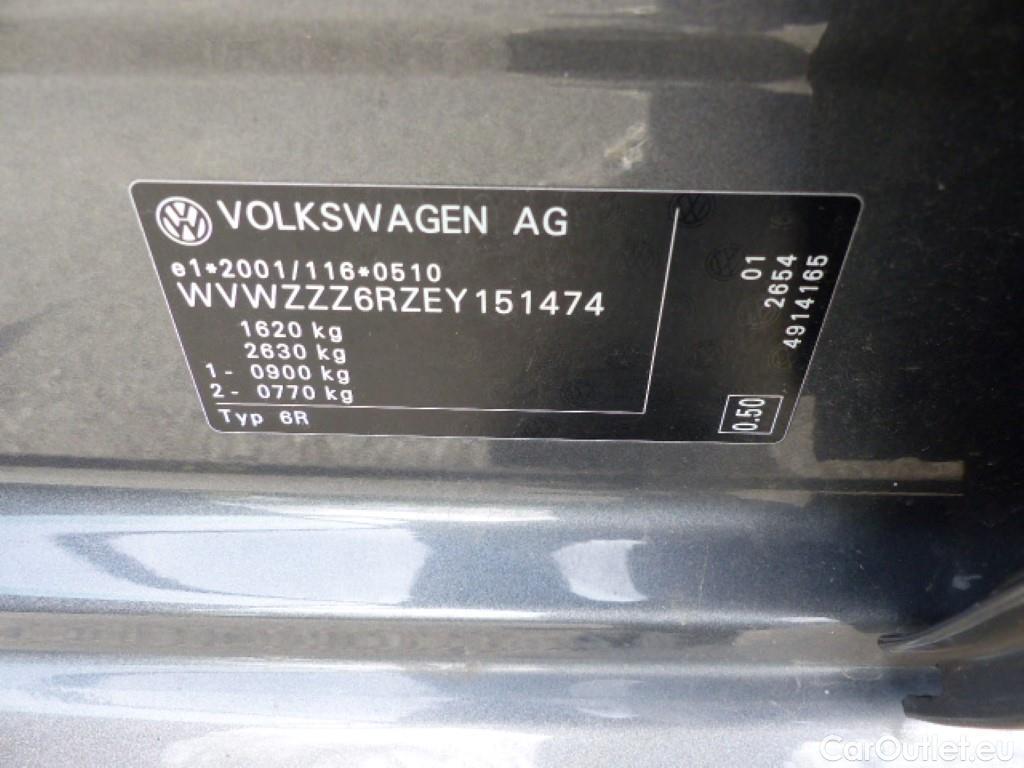 VOLKSWAGEN AG
e1*2001/116*0510
WVWZZZ6RZEY151474
1620 kg
2630 kg
1- 0900 kg
2- 0770 kg
Typ 6R
01
2654
4914165
0.50
CarOutlet.eu